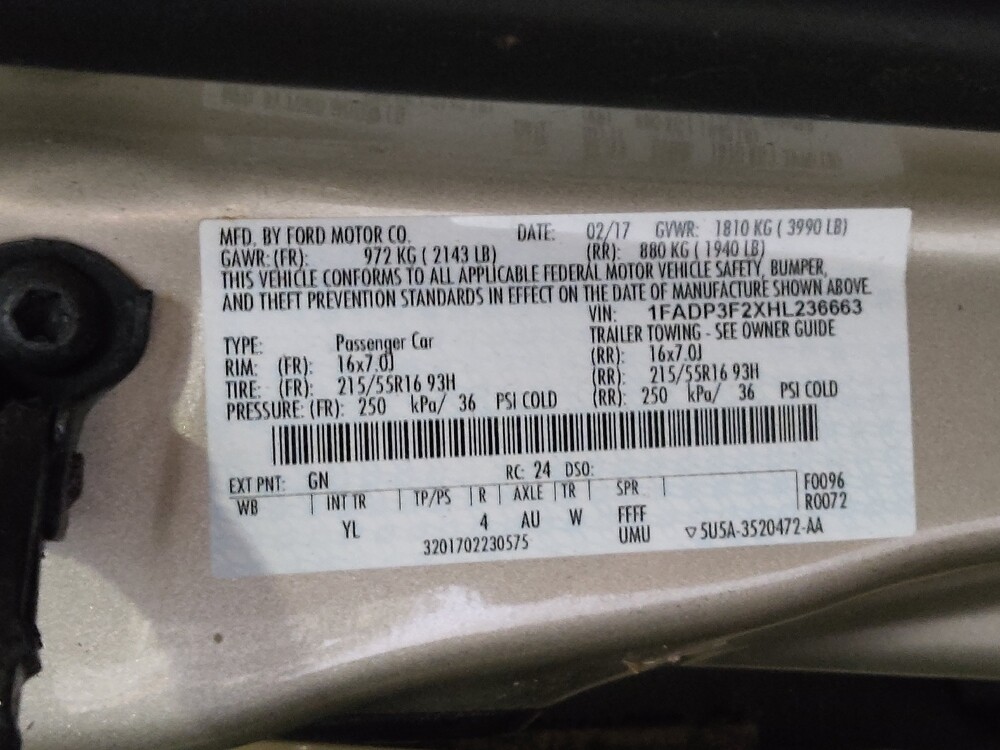 MFD. BY FORD MOTOR CO. DATE: 02/17 GVWR: 1810 KG ( 3990 LB)
GAWR: (FR): 972 KG ( 2143 LB) (RR): 880 KG ( 1940 LB)
THIS VEHICLE CONFORMS TO ALL APPLICABLE FEDERAL MOTOR VEHICLE SAFETY, BUMPER,
AND THEFT PREVENTION STANDARDS IN EFFECT ON THE DATE OF MANUFACTURE SHOWN ABOVE.
VIN: 1FADP3F2XHL236663
TYPE: Passenger Car TRAILER TOWING - SEE OWNER GUIDE
RIM: (FR): 16x7.0J (RR): 16x7.0J
TIRE: (FR): 215/55R16 93H (RR): 215/55R16 93H
PRESSURE: (FR): 250 kPa/ 36 PSI COLD (RR): 250 kPa/ 36 PSI COLD
EXT PNT: GN RC: 24 DSO:
WB INT TR TP/PS R AXLE TR SPR F0096
R0072
YL 4 AU W FFFF
3201702230575 UMU ▽5U5A-3520472-AA